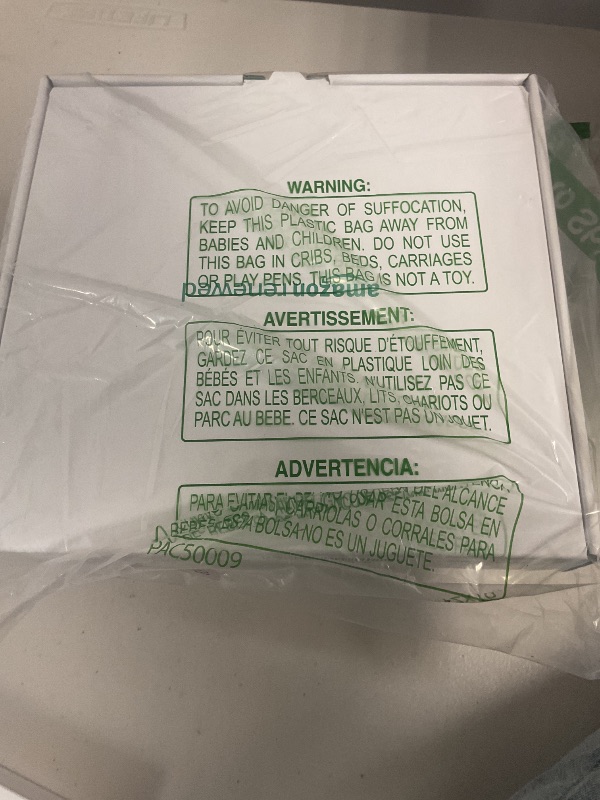 WARNING:
TO AVOID DANGER OF SUFFOCATION,
KEEP THIS PLASTIC BAG AWAY FROM
BABIES AND CHILDREN. DO NOT USE
THIS BAG IN CRIBS, BEDS, CARRIAGES
OR PLAY PENS. THIS BAG IS NOT A TOY.
amazon renewed
AVERTISSEMENT:
POUR ÉVITER TOUT RISQUE D'ÉTOUFFEMENT,
GARDEZ CE SAC EN PLASTIQUE LOIN DES
BÉBÉS ET LES ENFANTS. N'UTILISEZ PAS CE
SAC DANS LES BERCEAUX, LITS, CHARIOTS OU
PARC AU BEBE. CE SAC N'EST PAS UN JOUET.
ADVERTENCIA:
PARA EVITAR DEL ALCANCE
ESTA BOLSA EN
O CORRALES PARA
BOLSA NO ES UN JUGUETE.
PAC50009